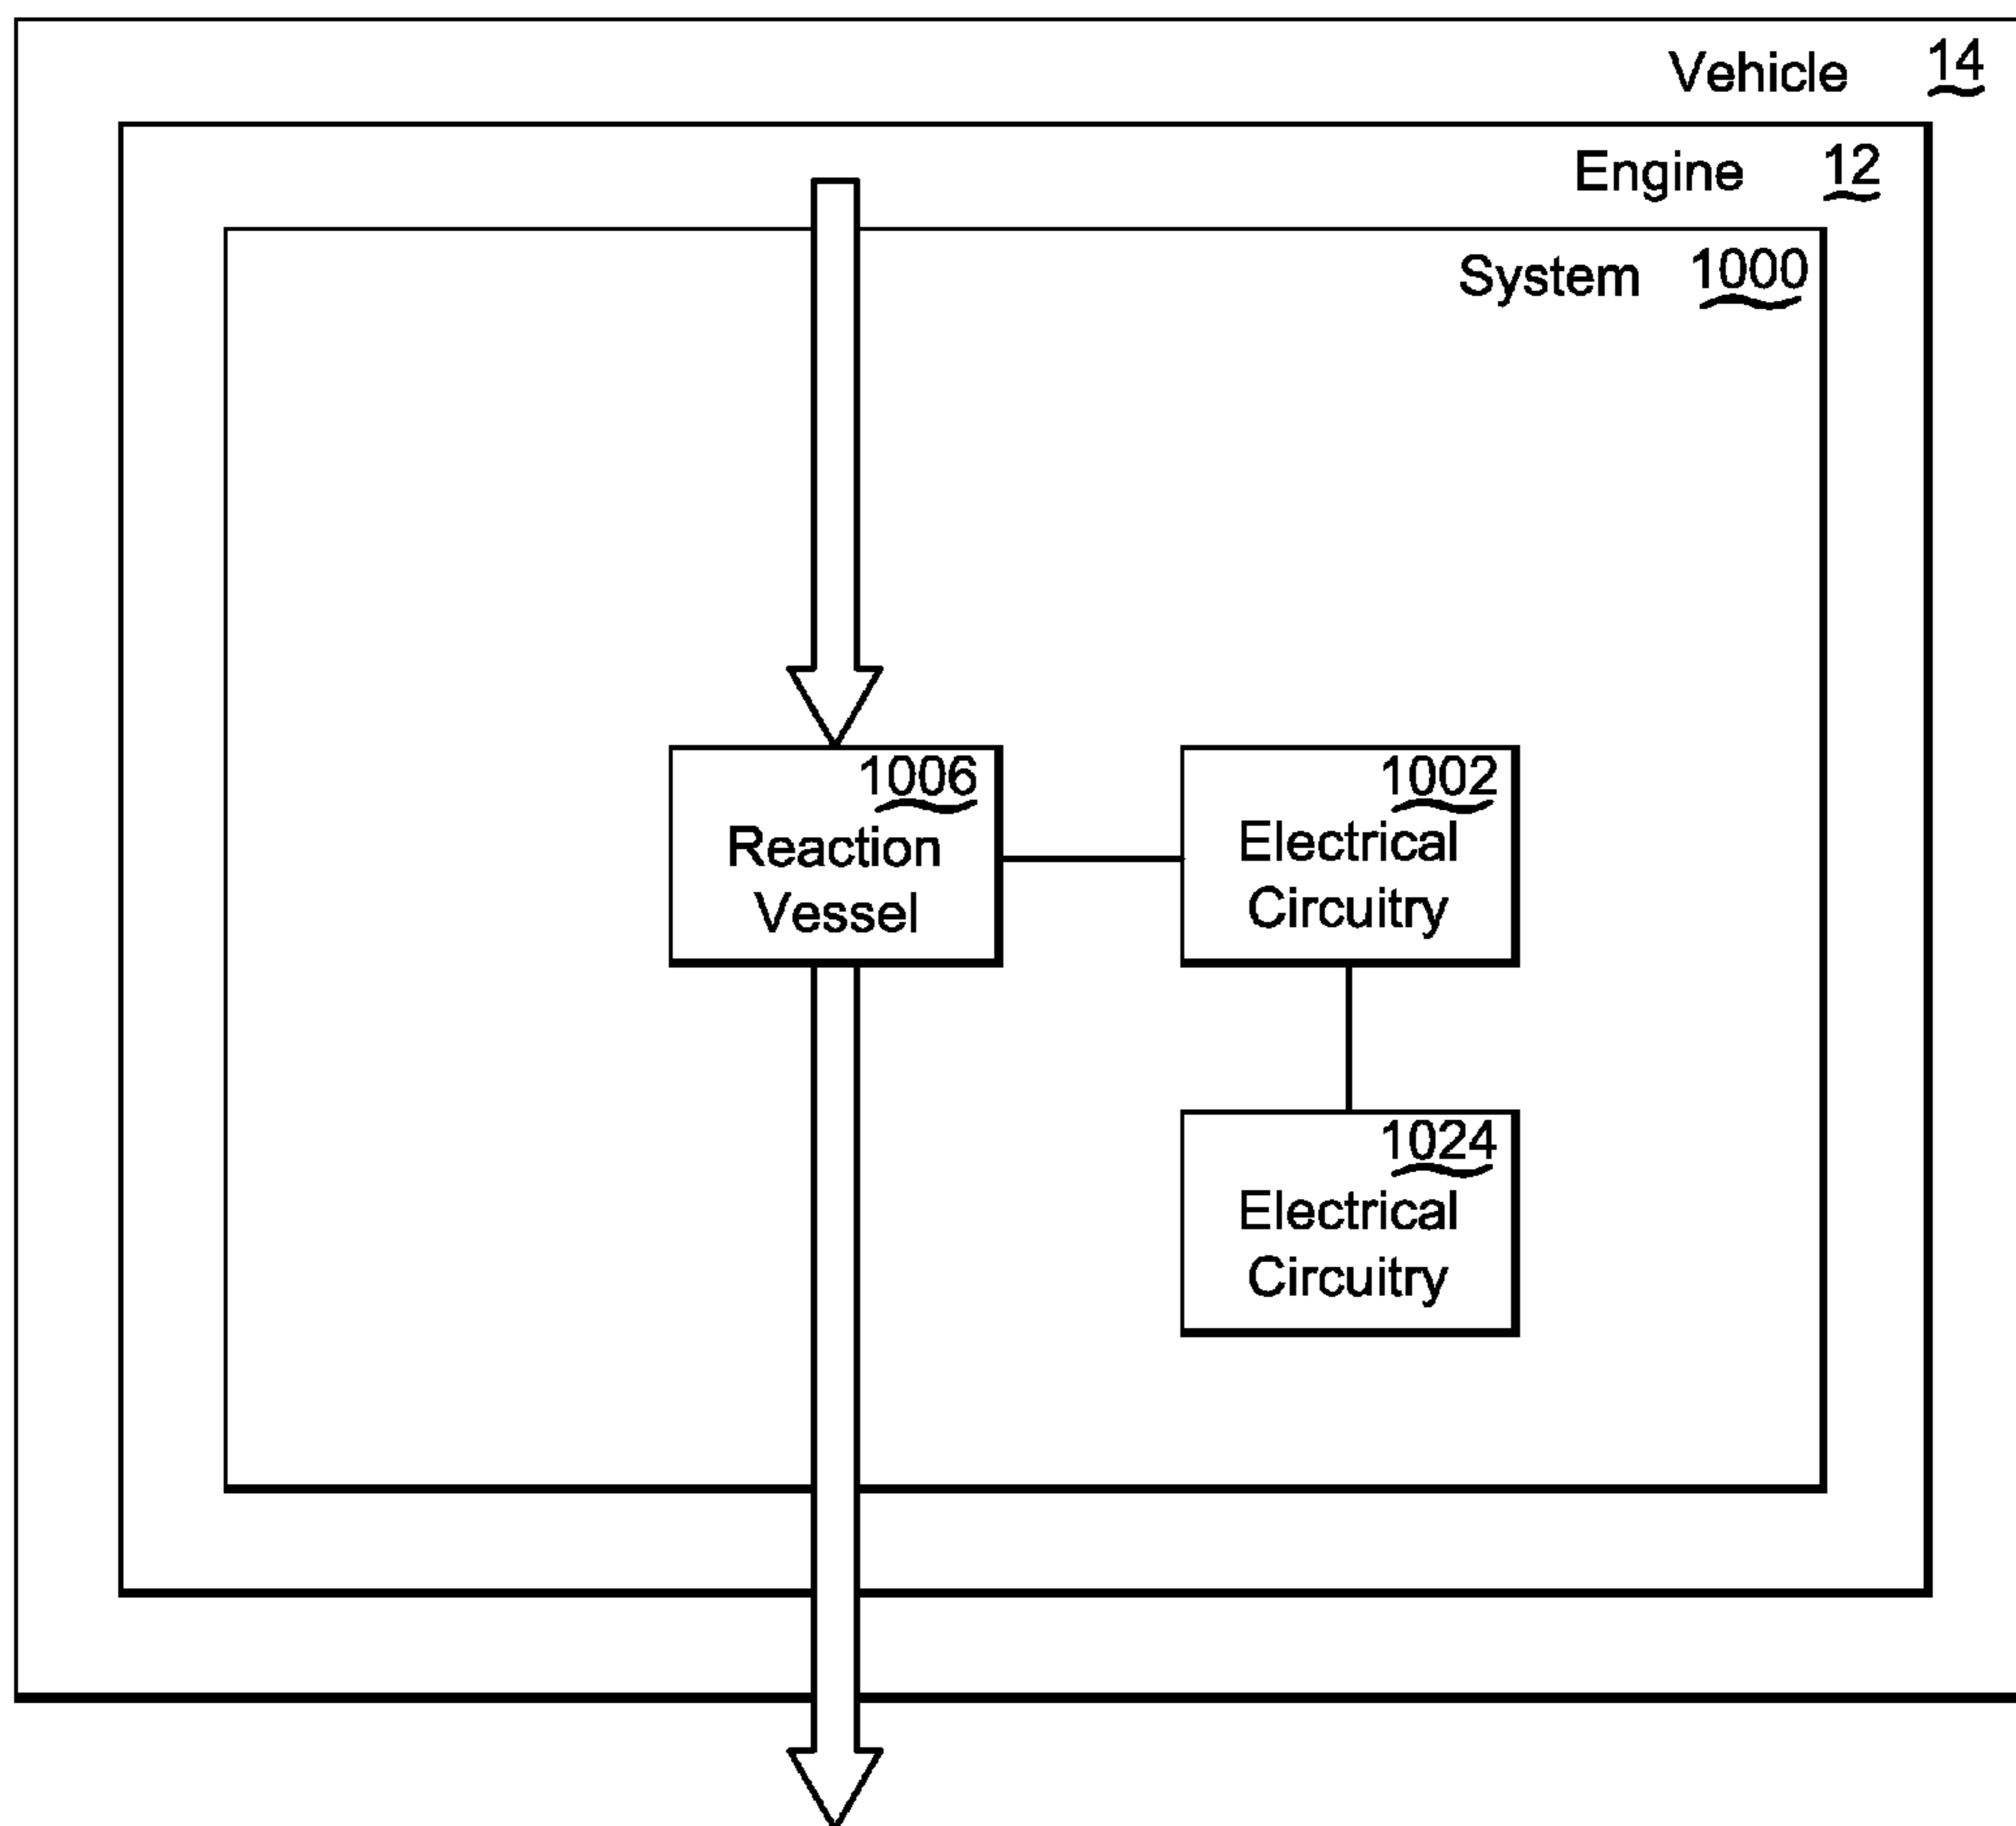 Vehicle 14
Engine 12
System 1000
1006
Reaction
Vessel
1002
Electrical
Circuitry
1024
Electrical
Circuitry